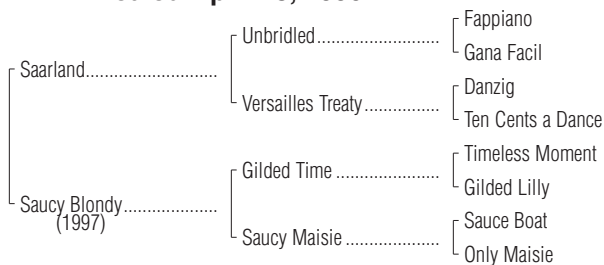 Unbridled
Fappiano
Gana Facil
Saarland
Versailles Treaty
Danzig
Ten Cents a Dance
Gilded Time
Timeless Moment
Gilded Lilly
Saucy Blondy
(1997)
Saucy Maisie
Sauce Boat
Only Maisie